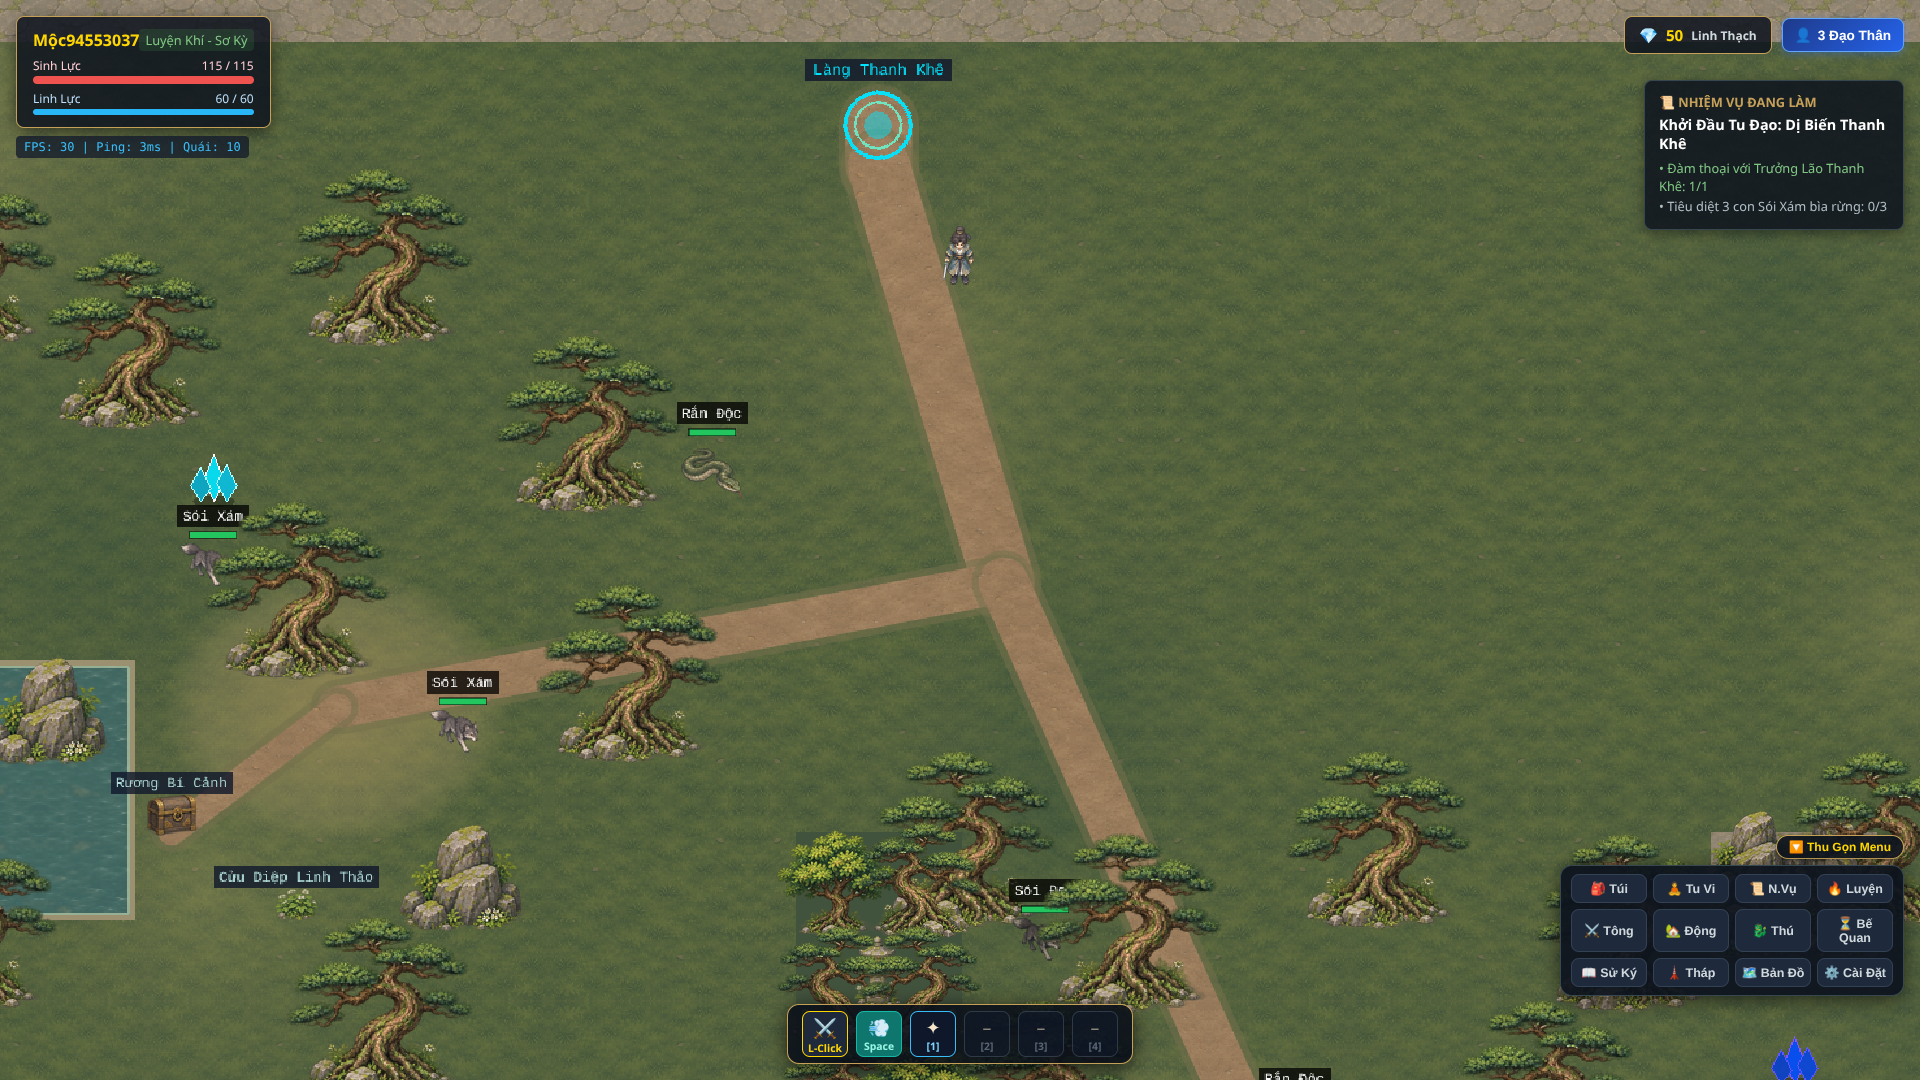 Mộc94553037 Luyện Khí - Sơ Kỳ
Sinh Lực 115 / 115
Linh Lực 60 / 60
FPS: 30 | Ping: 3ms | Quái: 10
50 Linh Thạch
3 Đạo Thân
NHIỆM VỤ ĐANG LÀM
Khởi Đầu Tu Đạo: Dị Biến Thanh
Khê
• Đàm thoại với Trưởng Lão Thanh
Khê: 1/1
• Tiêu diệt 3 con Sói Xám bìa rừng: 0/3
Làng Thanh Khê
Rắn Độc
Sói Xám
Sói Xám
Rương Bí Cảnh
Cửu Diệp Linh Thảo
Sói
Rắn Độc
Thu Gọn Menu
Túi
Tu Vi
N.Vụ
Luyện
Tông
Động
Thú
Bế
Quan
Sử Ký
Tháp
Bản Đồ
Cài Đặt
L-Click
Space
[1]
[2]
[3]
[4]